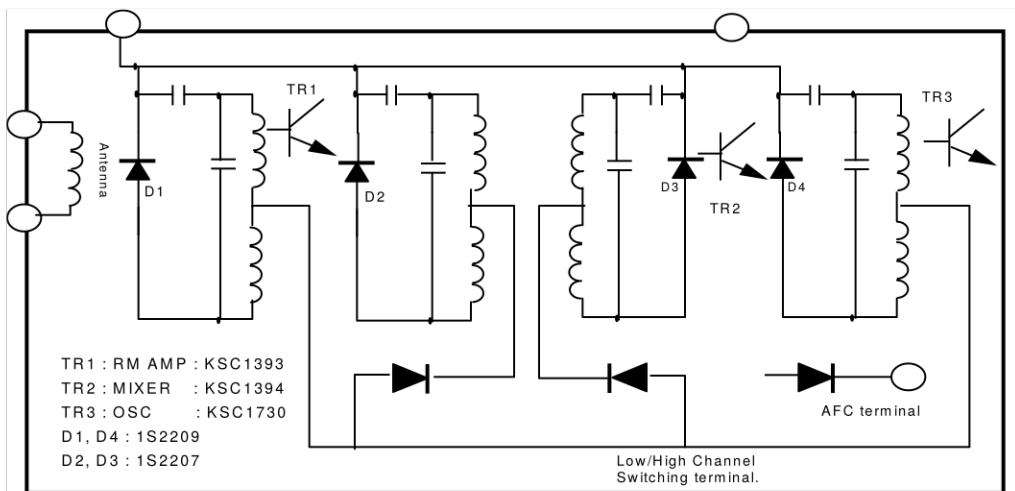 TR1
TR3
Antenna
D1
D2
D3
D4
TR2
TR1 : RM AMP : KSC1393
TR2 : MIXER : KSC1394
TR3 : OSC : KSC1730
D1, D4 : 1S2209
D2, D3 : 1S2207
AFC terminal
Low/High Channel
Switching terminal.